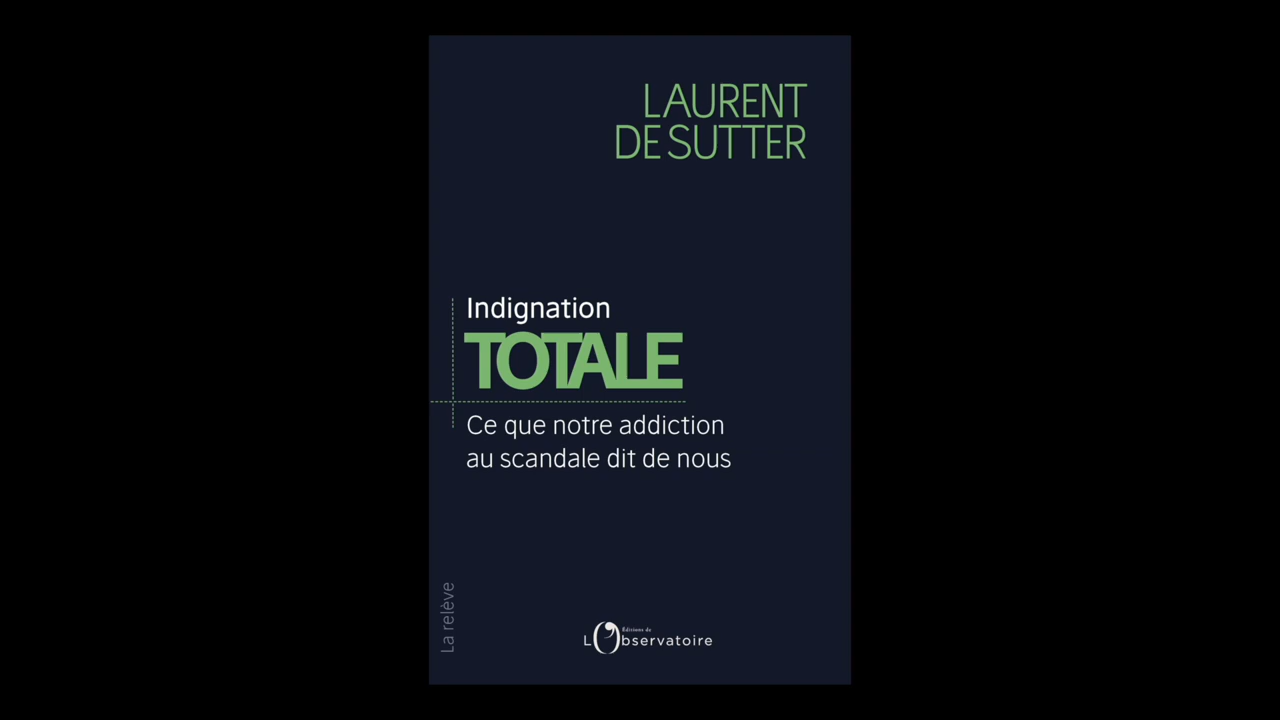 LAURENT
DE SUTTER
Indignation
TOTALE
Ce que notre addiction
au scandale dit de nous
La relève
Éditions de
L'Observatoire